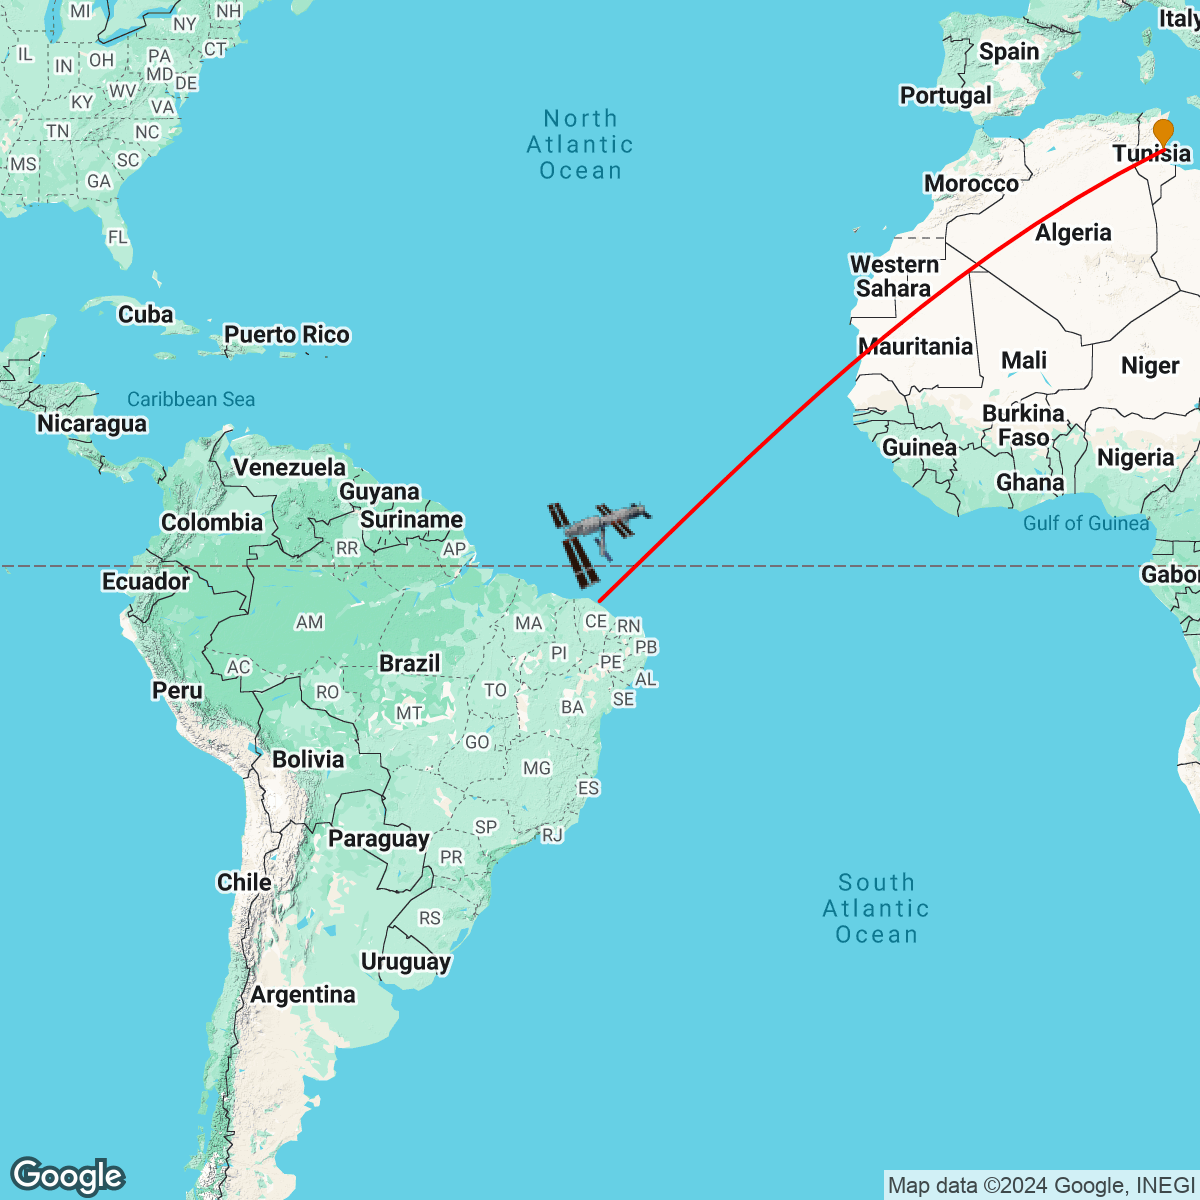 MI
NH
NY
CT
IL
IN
OH
PA
MD
DE
WV
KY
VA
TN
NC
MS
SC
GA
FL
North
Atlantic
Ocean
Italy
Spain
Portugal
Tunisia
Morocco
Algeria
Western
Sahara
Mauritania
Mali
Niger
Burkina
Faso
Guinea
Nigeria
Ghana
Gulf of Guinea
Gabon
Cuba
Puerto Rico
Caribbean Sea
Nicaragua
Venezuela
Guyana
Suriname
Colombia
RR
AP
Ecuador
AM
MA
CE
RN
PI
PB
PE
AC
Brazil
AL
Peru
RO
TO
SE
MT
BA
GO
Bolivia
MG
ES
SP
RJ
Paraguay
PR
Chile
RS
South
Atlantic
Ocean
Uruguay
Argentina
Google
Map data ©2024 Google, INEGI